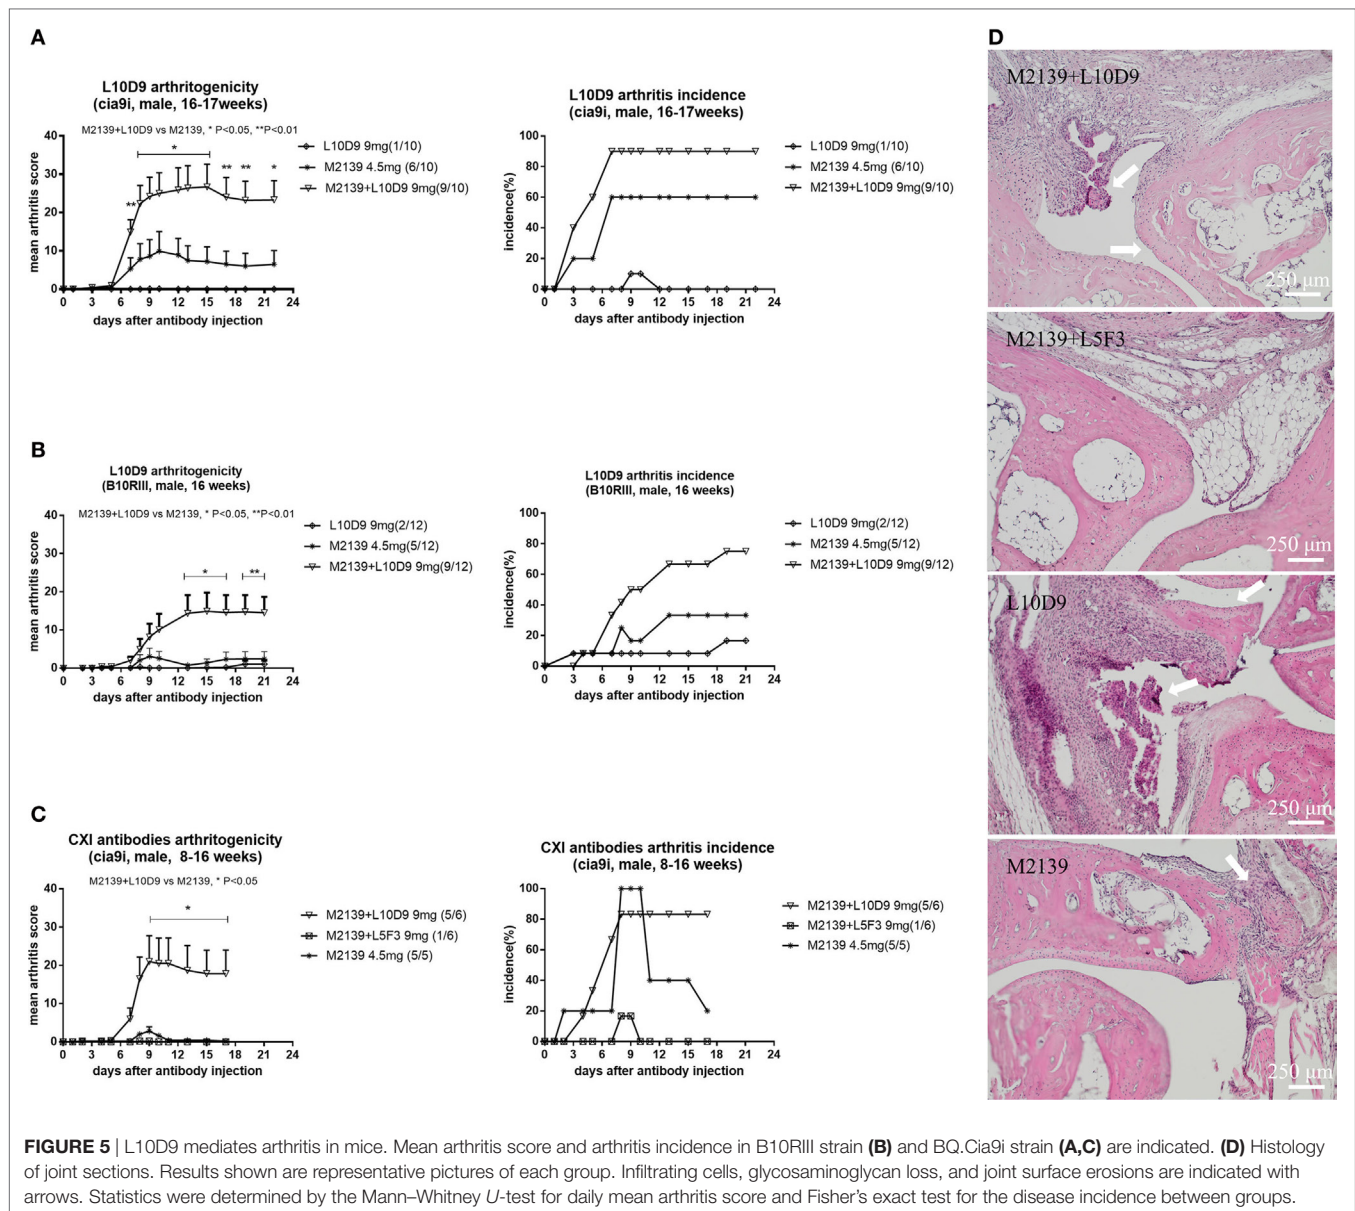 A
L10D9 arthritogenicity
(cia9i, male, 16-17weeks)
M2139+L10D9 vs M2139, * P<0.05, **P<0.01
mean arthritis score
40
30
20
10
0
**
*
** ** *
0 3 6 9 12 15 18 21 24
days after antibody injection
L10D9 9mg(1/10)
M2139 4.5mg (6/10)
M2139+L10D9 9mg(9/10)
L10D9 arthritis incidence
(cia9i, male, 16-17weeks)
incidence(%)
100
80
60
40
20
0
0 3 6 9 12 15 18 21 24
days after antibody injection
L10D9 9mg(1/10)
M2139 4.5mg (6/10)
M2139+L10D9 9mg(9/10)
B
L10D9 arthritogenicity
(B10RIII, male, 16 weeks)
M2139+L10D9 vs M2139, * P<0.05, **P<0.01
mean arthritis score
40
30
20
10
0
* **
0 3 6 9 12 15 18 21 24
days after antibody injection
L10D9 9mg(2/12)
M2139 4.5mg(5/12)
M2139+L10D9 9mg(9/12)
L10D9 arthritis incidence
(B10RIII, male, 16 weeks)
incidence(%)
100
80
60
40
20
0
0 3 6 9 12 15 18 21 24
days after antibody injection
L10D9 9mg(2/12)
M2139 4.5mg(5/12)
M2139+L10D9 9mg(9/12)
C
CXI antibodies arthritogenicity
(cia9i, male, 8-16 weeks)
M2139+L10D9 vs M2139, * P<0.05
mean arthritis score
40
30
20
10
0
*
0 3 6 9 12 15 18 21 24
days after antibody injection
M2139+L10D9 9mg (5/6)
M2139+L5F3 9mg (1/6)
M2139 4.5mg (5/5)
CXI antibodies arthritis incidence
(cia9i, male, 8-16 weeks)
incidence(%)
100
80
60
40
20
0
0 3 6 9 12 15 18 21 24
days after antibody injection
M2139+L10D9 9mg(5/6)
M2139+L5F3 9mg(1/6)
M2139 4.5mg(5/5)
D
M2139+L10D9
250 μm
M2139+L5F3
250 μm
L10D9
250 μm
M2139
250 μm
FIGURE 5 | L10D9 mediates arthritis in mice. Mean arthritis score and arthritis incidence in B10RIII strain (B) and BQ.Cia9i strain (A,C) are indicated. (D) Histology
of joint sections. Results shown are representative pictures of each group. Infiltrating cells, glycosaminoglycan loss, and joint surface erosions are indicated with
arrows. Statistics were determined by the Mann–Whitney U-test for daily mean arthritis score and Fisher's exact test for the disease incidence between groups.